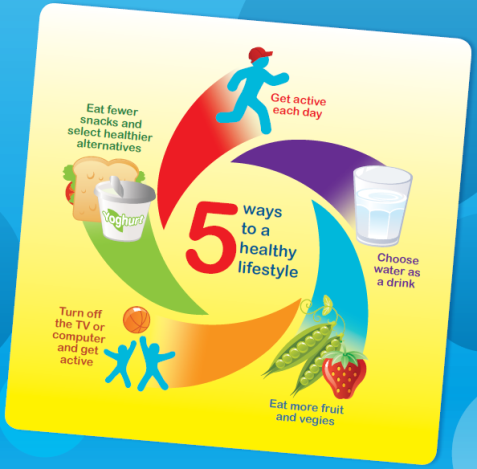 Get active
each day
Eat fewer
snacks and
select healthier
alternatives
Yoghurt
5
ways
to a
healthy
lifestyle
Choose
water as
a drink
Turn off
the TV or
computer
and get
active
Eat more fruit
and vegies